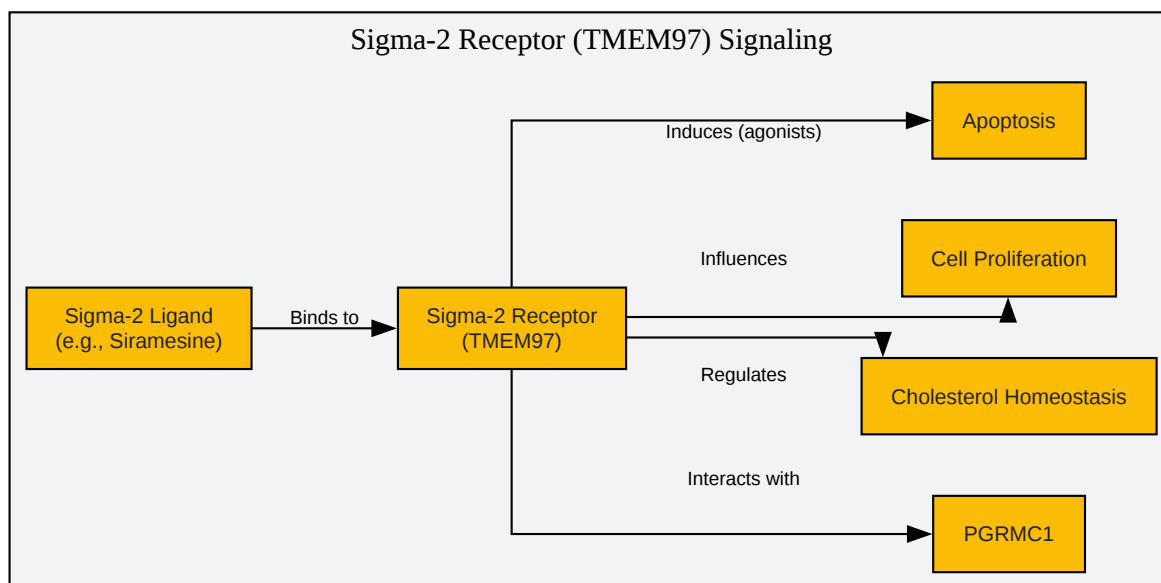 Sigma-2 Receptor (TMEM97) Signaling
Induces (agonists)
Apoptosis
Influences
Cell Proliferation
Sigma-2 Ligand
(e.g., Siramesine)
Binds to
Sigma-2 Receptor
(TMEM97)
Regulates
Cholesterol Homeostasis
Interacts with
PGRMC1